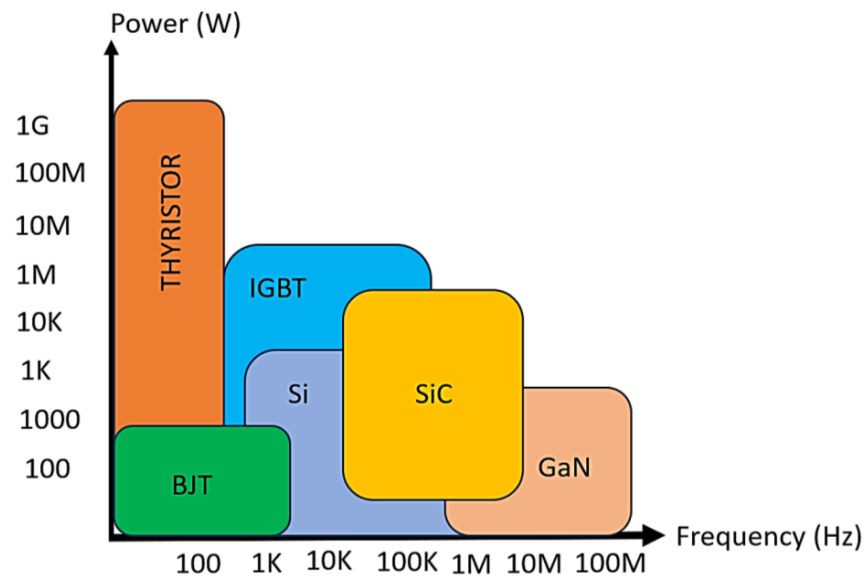 Power (W)
1G
100M
10M
1M
10K
1K
1000
100
THYRISTOR
IGBT
Si
SiC
GaN
BJT
Frequency (Hz)
100 1K 10K 100K 1M 10M 100M